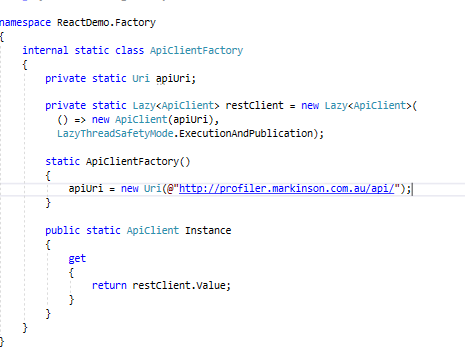 namespace ReactDemo.Factory
{
    internal static class ApiClientFactory
    {
        private static Uri apiUri;

        private static Lazy<ApiClient> restClient = new Lazy<ApiClient>(
          () => new ApiClient(apiUri),
          LazyThreadSafetyMode.ExecutionAndPublication);

        static ApiClientFactory()
        {
            apiUri = new Uri(@"http://profiler.markinson.com.au/api/");
        }

        public static ApiClient Instance
        {
            get
            {
                return restClient.Value;
            }
        }
    }
}